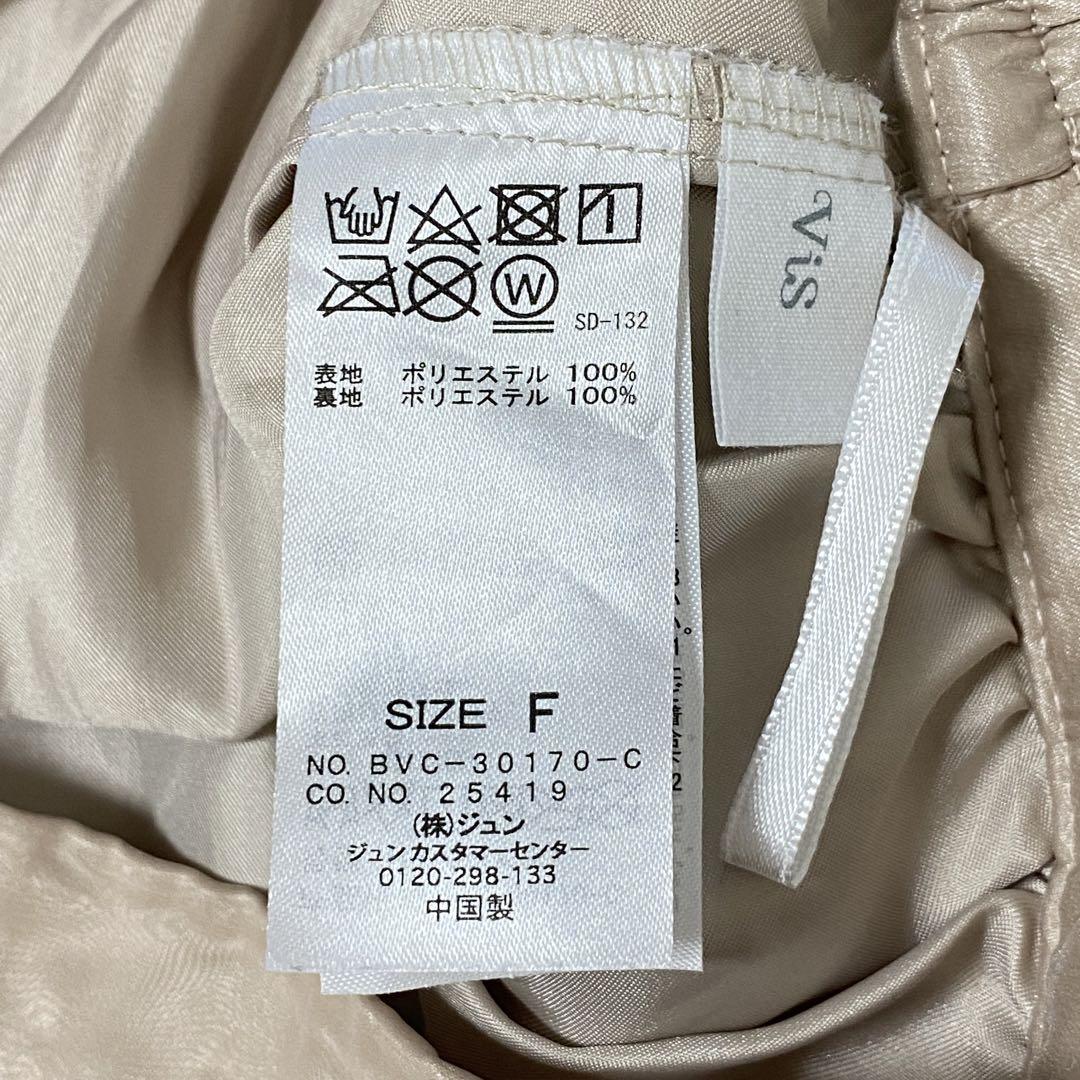 W
SD-132
表地 ポリエステル 100%
裏地 ポリエステル 100%
SIZE F
NO. BVC-30170-C
CO. NO. 25419
(株)ジュン
ジュンカスタマーセンター
0120-298-133
中国製
ViS